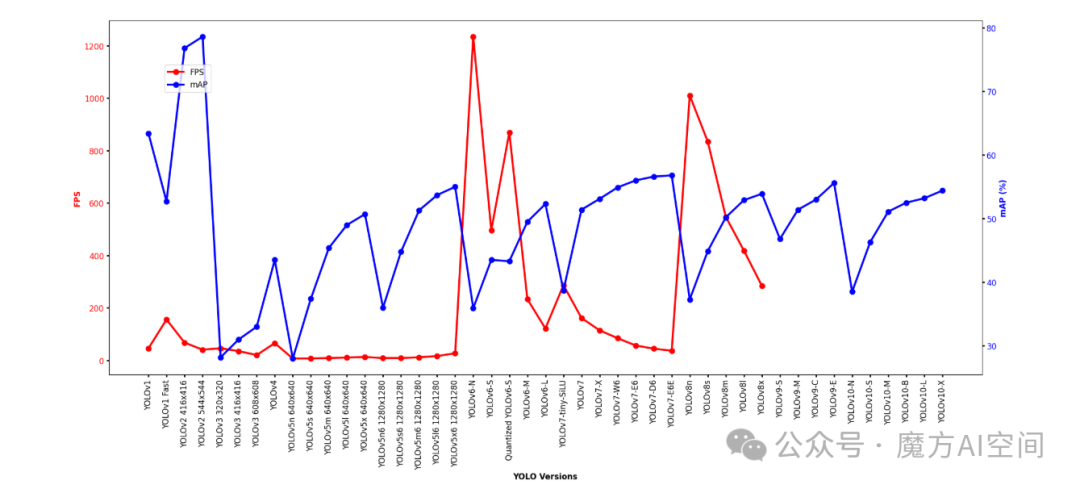 1200
1000
800
600
400
200
0
FPS
FPS
mAP
80
70
60
50
40
30
mAP (%)
YOLOv1
YOLOv1 Fast
YOLOv2 416x416
YOLOv2 544x544
YOLOv3 320x320
YOLOv3 416x416
YOLOv3 608x608
YOLOv4
YOLOv5n 640x640
YOLOv5s 640x640
YOLOv5m 640x640
YOLOv5l 640x640
YOLOv5x 640x640
YOLOv5n6 1280x1280
YOLOv5s6 1280x1280
YOLOv5m6 1280x1280
YOLOv5l6 1280x1280
YOLOv5x6 1280x1280
YOLOv6-N
YOLOv6-S
Quantized YOLOv6-S
YOLOv6-M
YOLOv6-L
YOLOv7-tiny-SiLU
YOLOv7
YOLOv7-X
YOLOv7-W6
YOLOv7-E6
YOLOv7-D6
YOLOv7-E6E
YOLOv8n
YOLOv8s
YOLOv8m
YOLOv8l
YOLOv8x
YOLOv9-S
YOLOv9-M
YOLOv9-C
YOLOv9-E
YOLOv10-N
YOLOv10-S
YOLOv10-M
YOLOv10-B
YOLOv10-L
YOLOv10-X
YOLO Versions
公众号 · 魔方AI空间